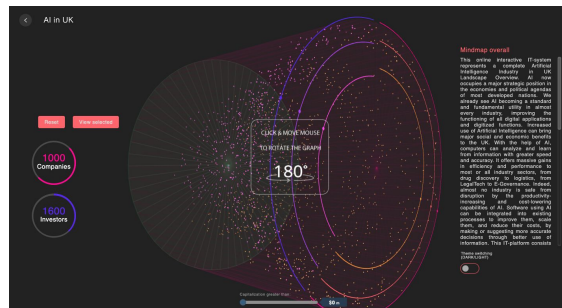 AI in UK
Reset
View selected
1000
Companies
1600
Investors
CLICK & MOVE MOUSE
TO ROTATE THE GRAPH
180°
Mindmap overall
This online interactive IT-system
represents a complete Artificial
Intelligence Industry in UK
Landscape Overview. AI now
occupies a major strategic position in
the economies and political agendas
of most developed nations. We
already see AI becoming a standard
and fundamental utility in almost
every industry, improving the
functioning of all digital applications
and digitized functions. Increased
use of Artificial Intelligence can bring
major social and economic benefits
to the UK. With the help of AI,
computers can analyze and learn
from information with greater speed
and accuracy. It offers massive gains
in efficiency and performance to
most or all industry sectors, from
drug discovery to logistics, from
LegalTech to E-Governance. Indeed,
almost no industry is safe from
disruption by the productivity-
increasing and cost-lowering
capabilities of AI. Software using AI
can be integrated into existing
processes to improve them, scale
them, and reduce their costs, by
making or suggesting more accurate
decisions through better use of
information. This IT-platform consists
Theme switching
(DARK/LIGHT)
Capitalization greater than
$0 m